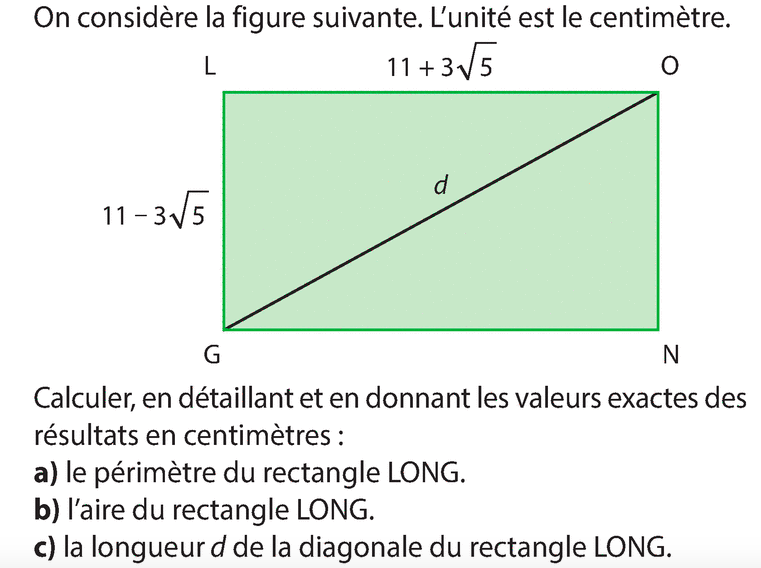 On considère la figure suivante. L’unité est le centimètre.
L 11 + 3√5 O
d
11 − 3√5
G N
Calculer, en détaillant et en donnant les valeurs exactes des
résultats en centimètres :
a) le périmètre du rectangle LONG.
b) l’aire du rectangle LONG.
c) la longueur d de la diagonale du rectangle LONG.